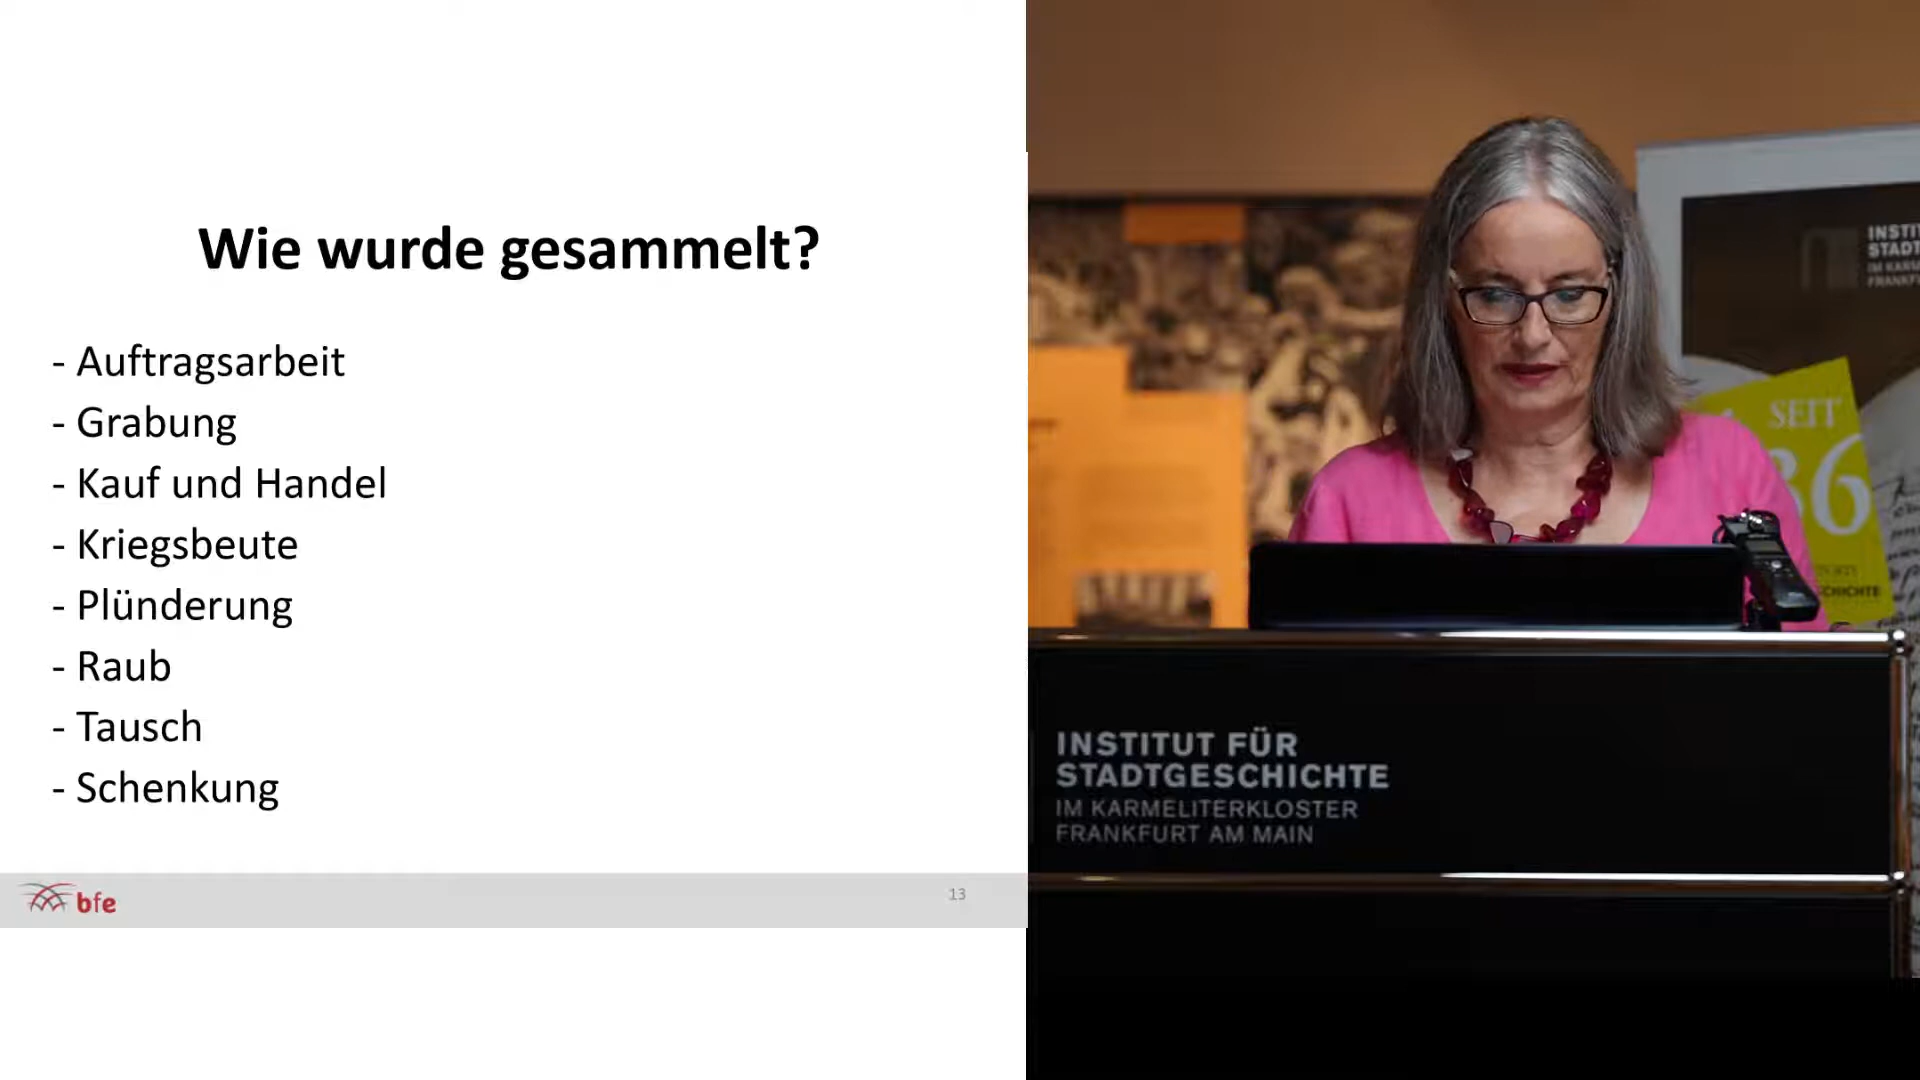 Wie wurde gesammelt?
- Auftragsarbeit
- Grabung
- Kauf und Handel
- Kriegsbeute
- Plünderung
- Raub
- Tausch
- Schenkung
bfe
13
SEIT
36
INSTITUT FÜR
STADTGESCHICHTE
IM KARMELITERKLOSTER
FRANKFURT AM MAIN